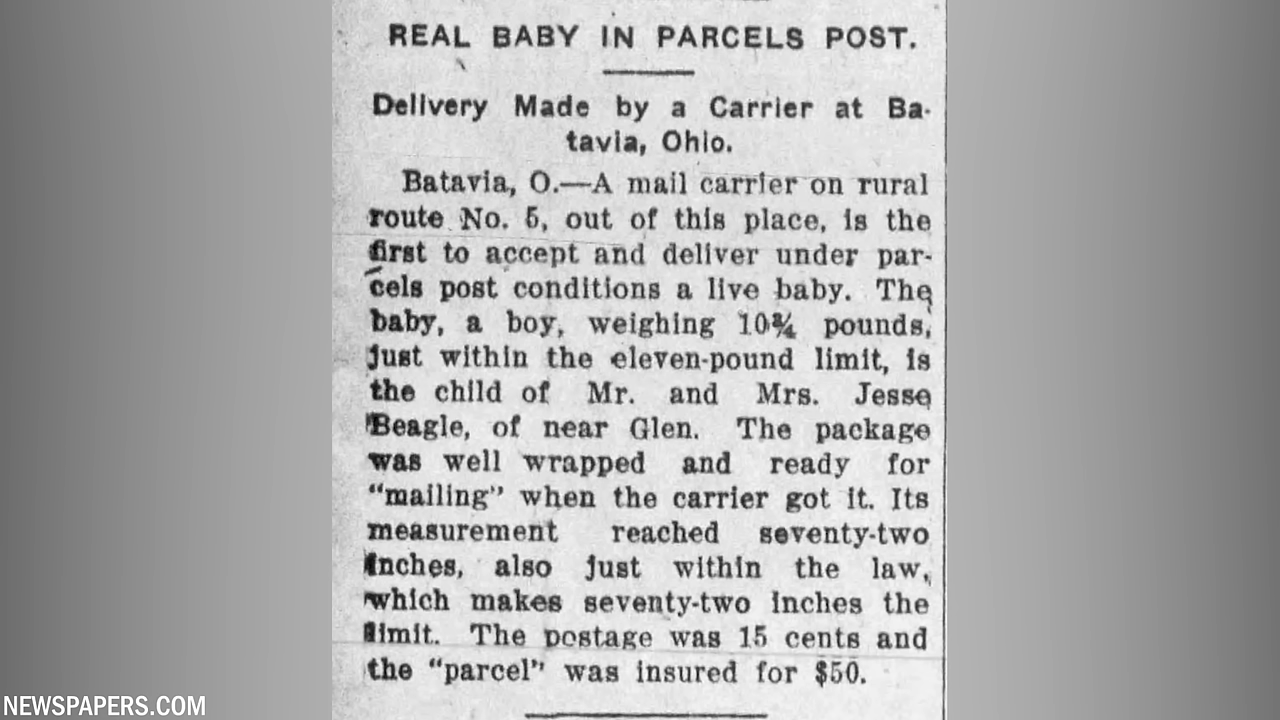 REAL BABY IN PARCELS POST.
Delivery Made by a Carrier at Ba-
tavia, Ohio.
Batavia, O.—A mail carrier on rural
route No. 5, out of this place, is the
first to accept and deliver under par-
cels post conditions a live baby. The
baby, a boy, weighing 10¾ pounds,
just within the eleven-pound limit, is
the child of Mr. and Mrs. Jesse
Beagle, of near Glen. The package
was well wrapped and ready for
“mailing” when the carrier got it. Its
measurement reached seventy-two
inches, also just within the law,
which makes seventy-two inches the
limit. The postage was 15 cents and
the “parcel” was insured for $50.
NEWSPAPERS.COM